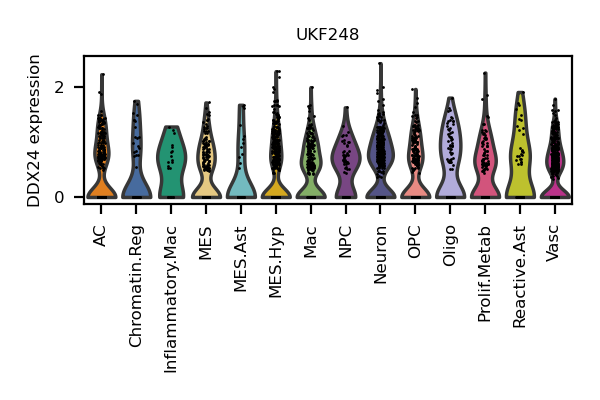 UKF248
DDX24 expression
2
0
AC
Chromatin.Reg
Inflammatory.Mac
MES
MES.Ast
MES.Hyp
Mac
NPC
Neuron
OPC
Oligo
Prolif.Metab
Reactive.Ast
Vasc